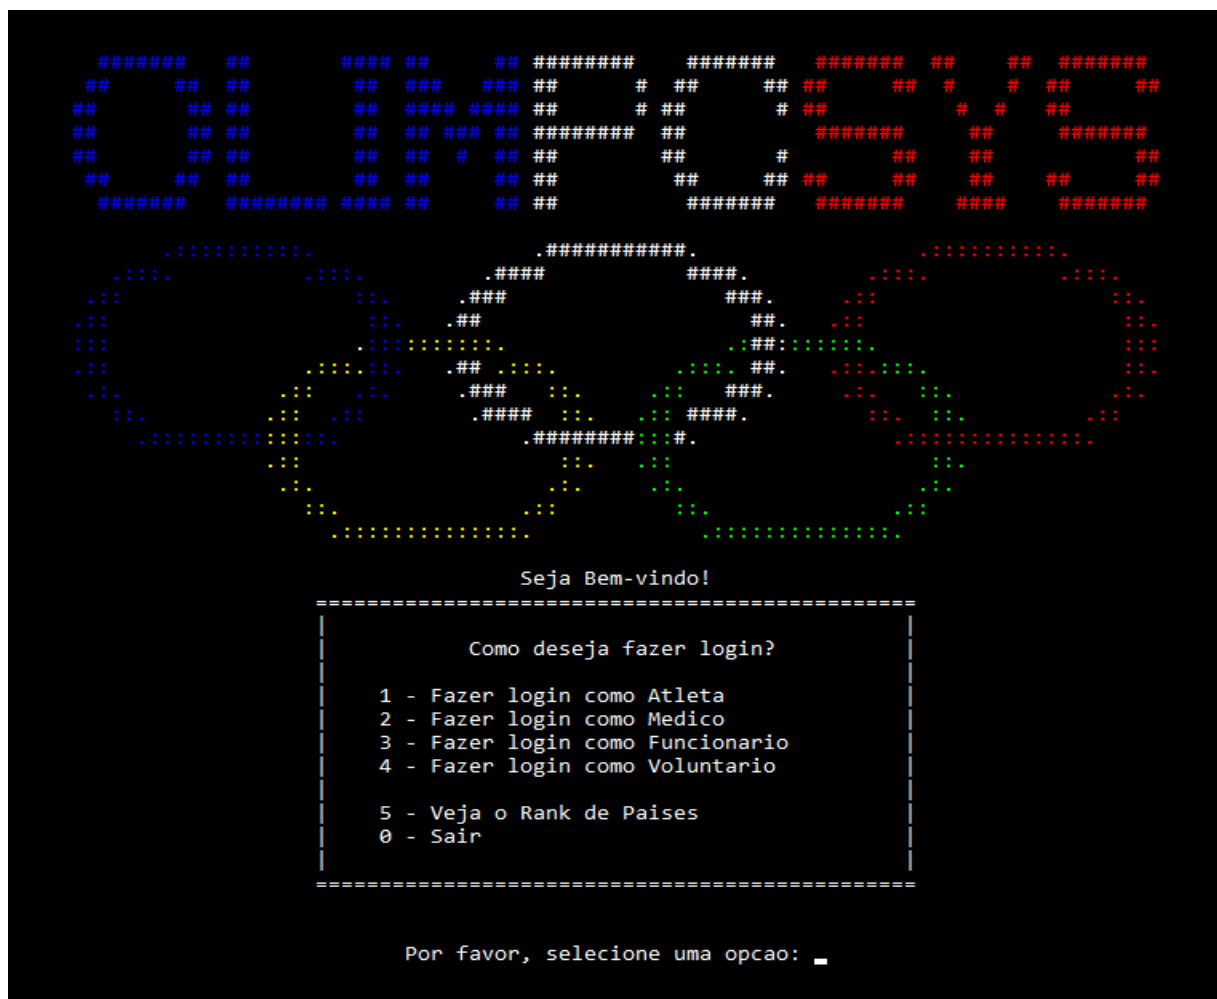 OLIMPCSYS
Seja Bem-vindo!
Como deseja fazer login?
1 - Fazer login como Atleta
2 - Fazer login como Medico
3 - Fazer login como Funcionario
4 - Fazer login como Voluntario
5 - Veja o Rank de Paises
0 - Sair
Por favor, selecione uma opcao: